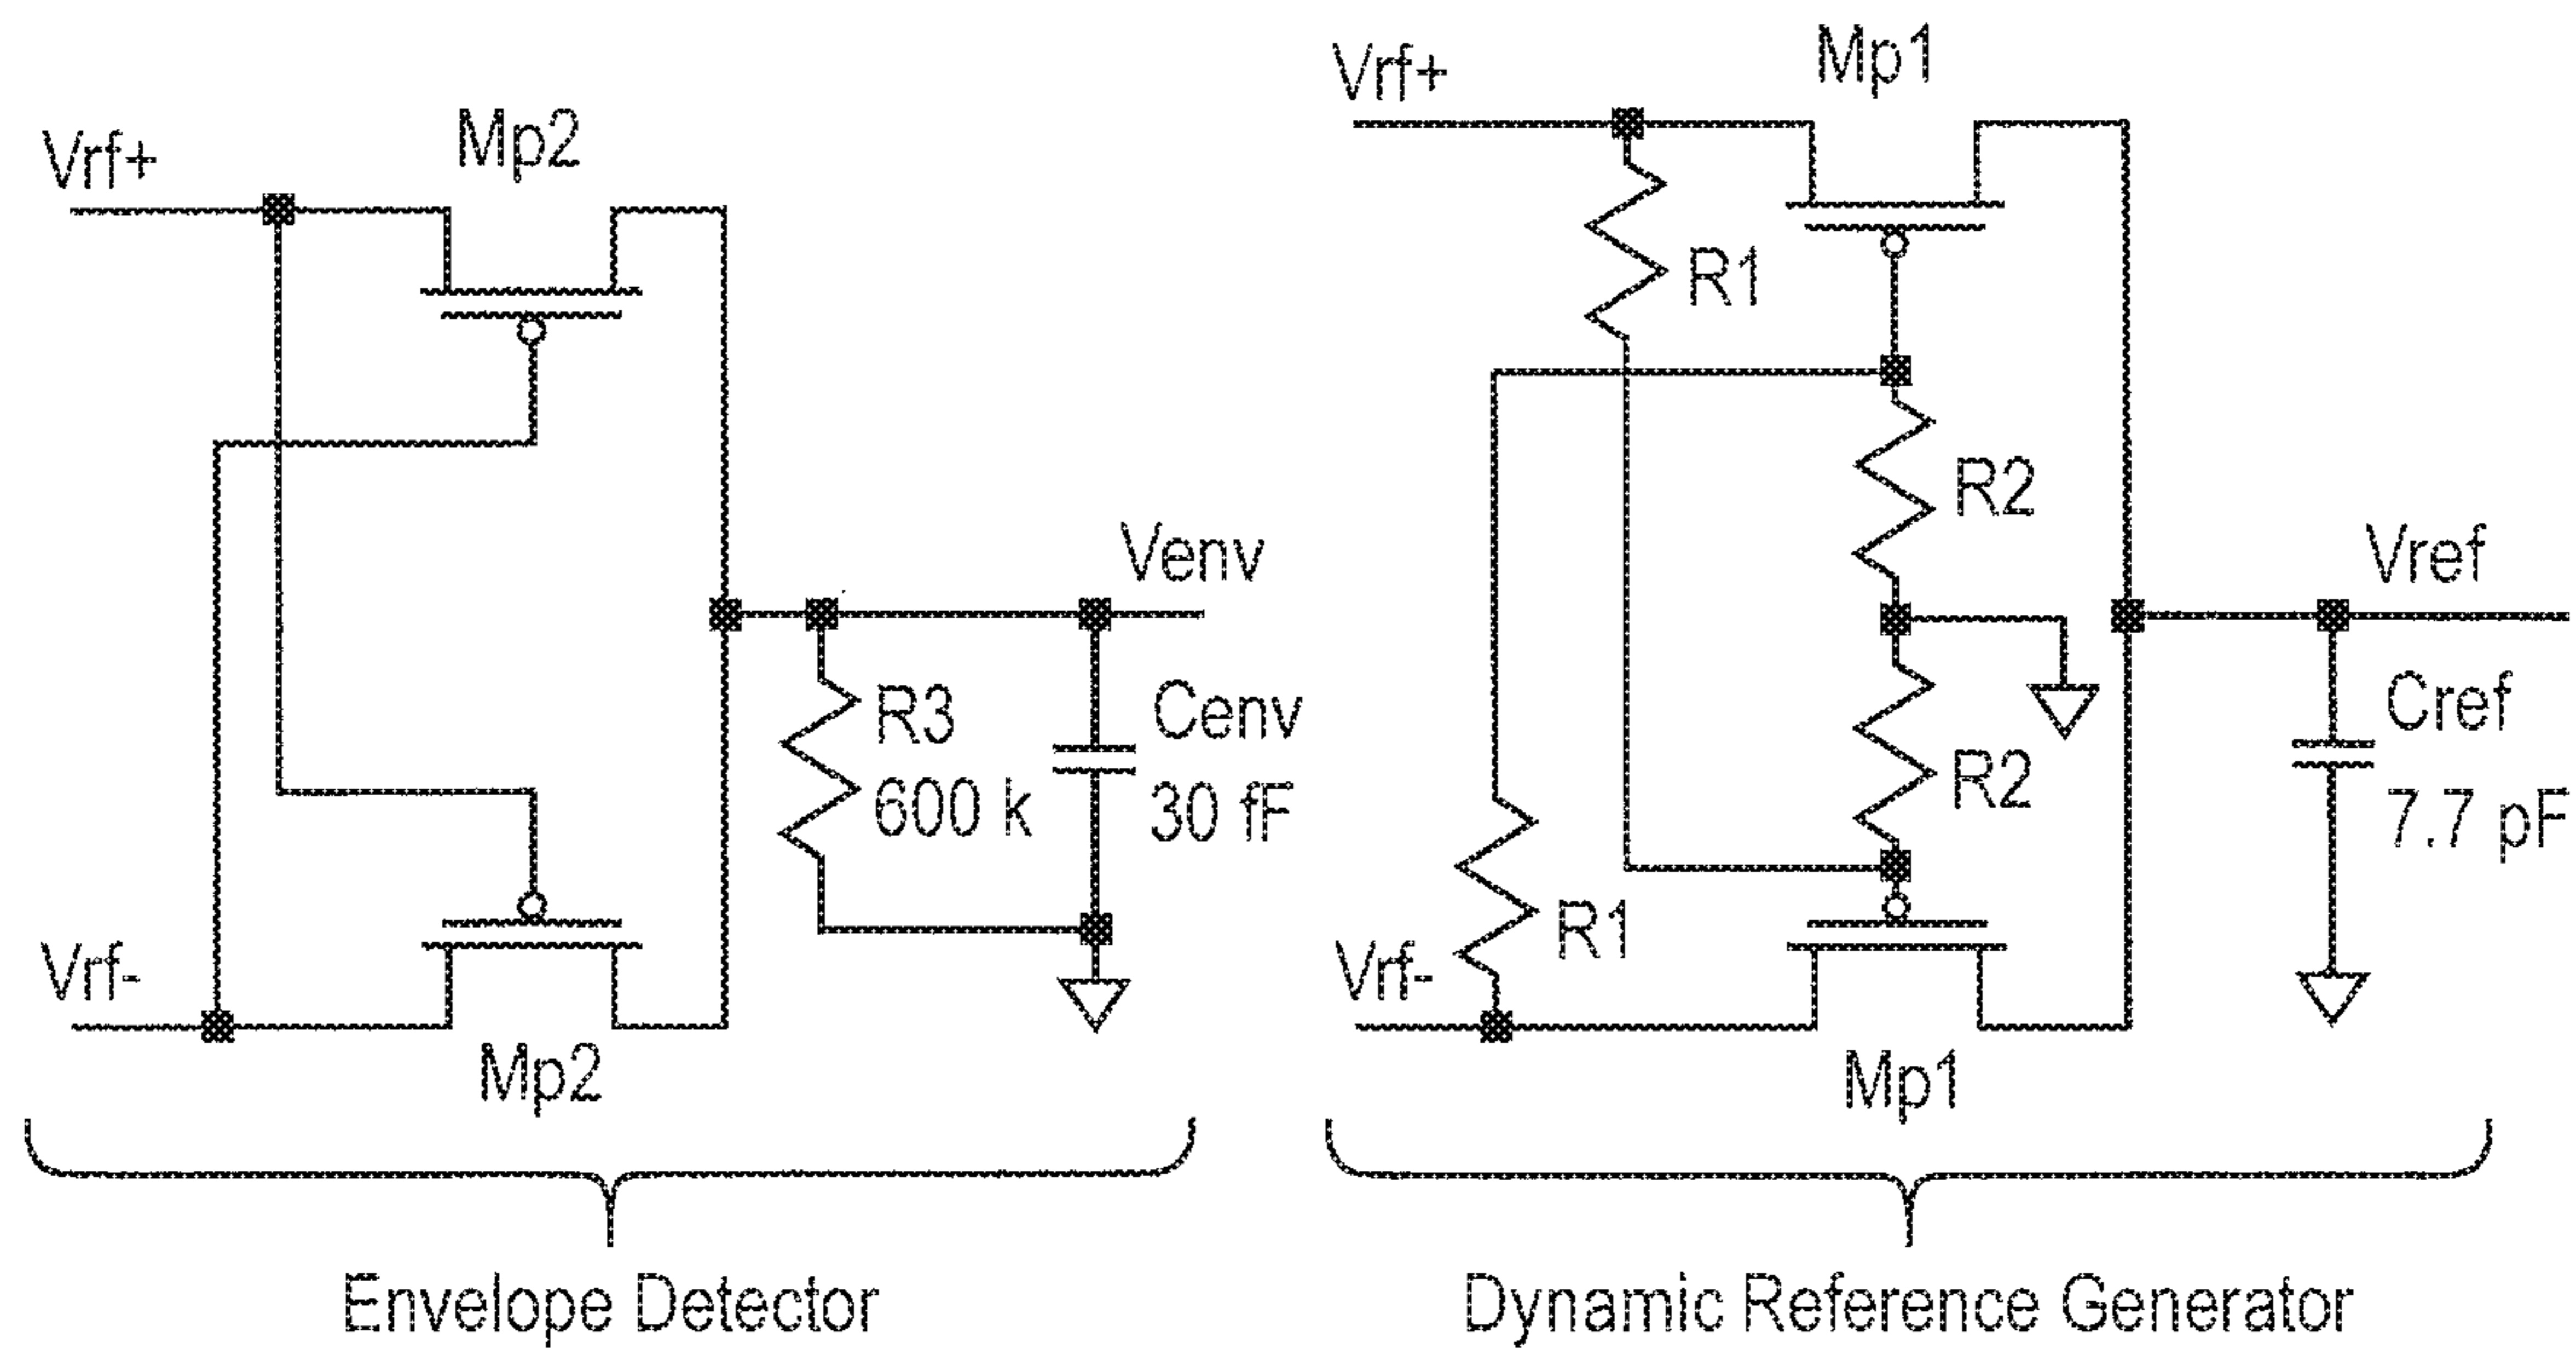 Vrf+
Mp2
Venv
R3
600 k
Cenv
30 fF
Vrf-
Mp2
Envelope Detector
Vrf+
Mp1
R1
R2
Vref
R2
Cref
7.7 pF
R1
Vrf-
Mp1
Dynamic Reference Generator